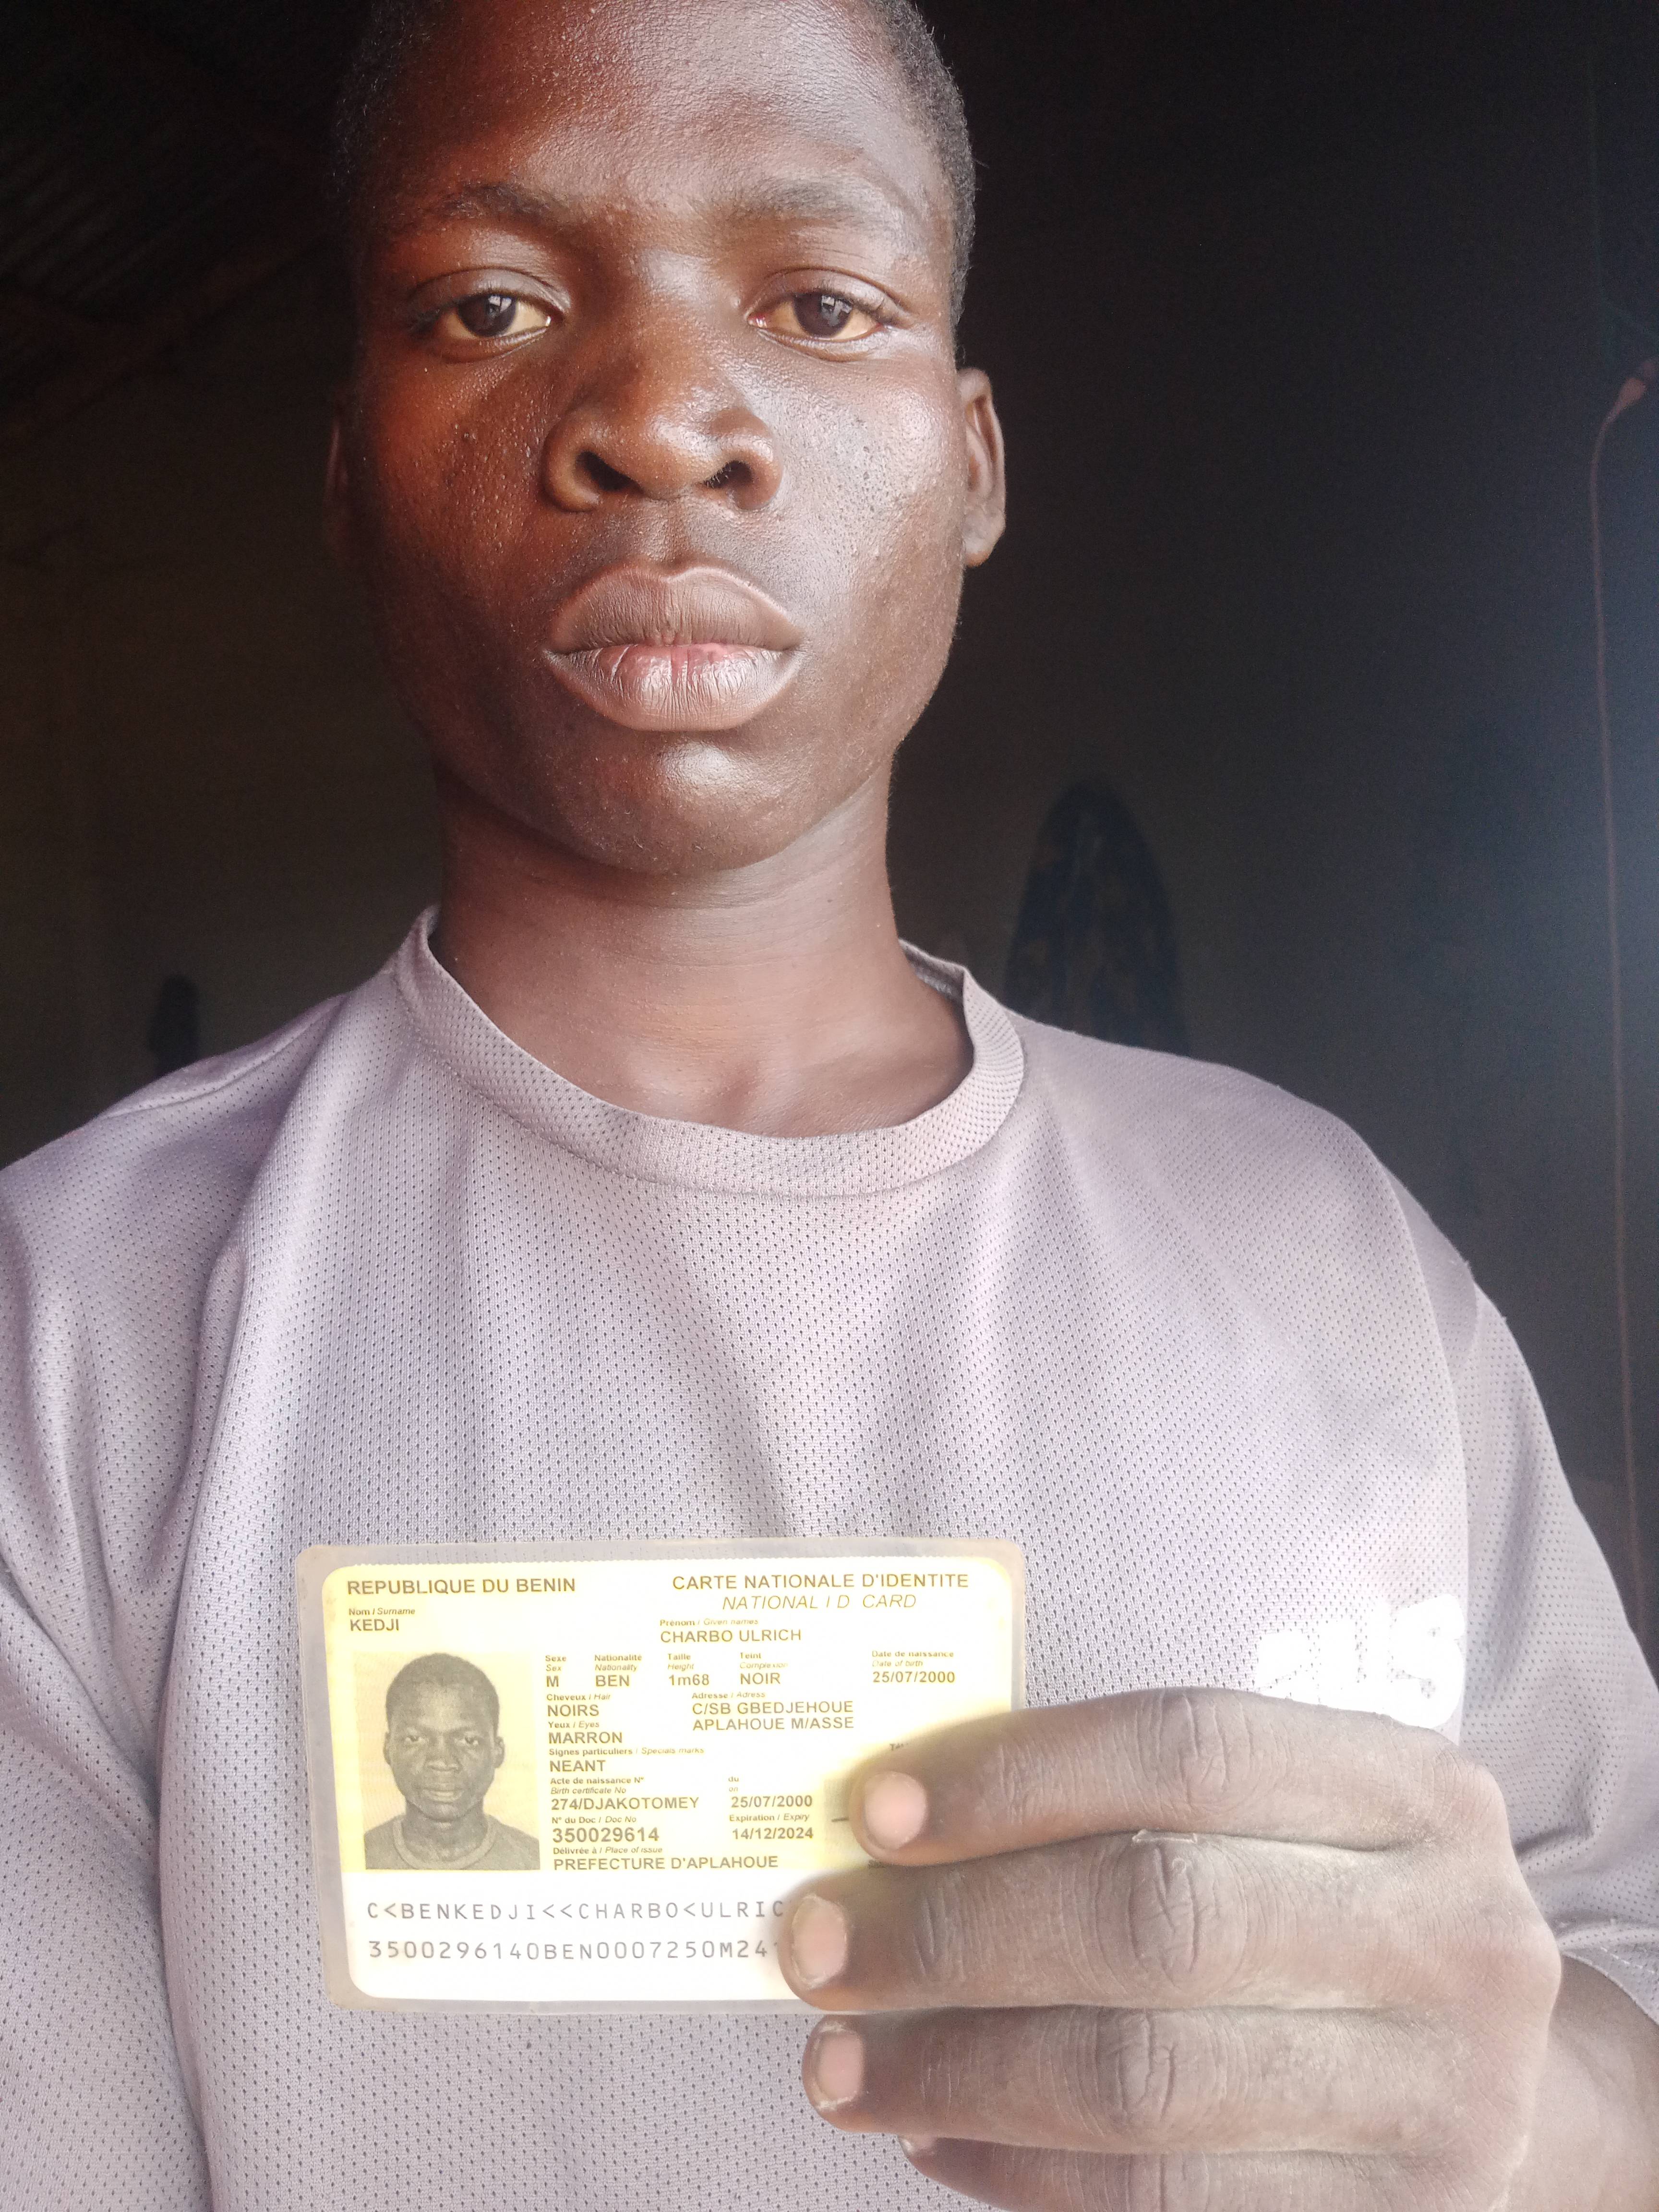 REPUBLIQUE DU BENIN
CARTE NATIONALE D'IDENTITE
NATIONAL I D CARD
Nom / Surname
KEDJI
Prénom / Given names
CHARBO ULRICH
Sexe Nationalité Taille Teint Date de naissance
Sex Nationality Height Complexion Date of birth
M BEN 1m68 NOIR 25/07/2000
Cheveux / Hair Adresse / Adress
NOIRS C/SB GBEDJEHOUE
Yeux / Eyes APLAHOUE M/ASSE
MARRON
Signes particuliers / Specials marks
NEANT
Acte de naissance N° du
Birth certificate No on
274/DJAKOTOMEY 25/07/2000
N° du Doc / Doc No Expiration / Expiry
350029614 14/12/2024
Délivrée à / Place of issue
PREFECTURE D'APLAHOUE
C<BENKEDJI<<CHARBO<ULRIC
3500296140BEN0007250M24